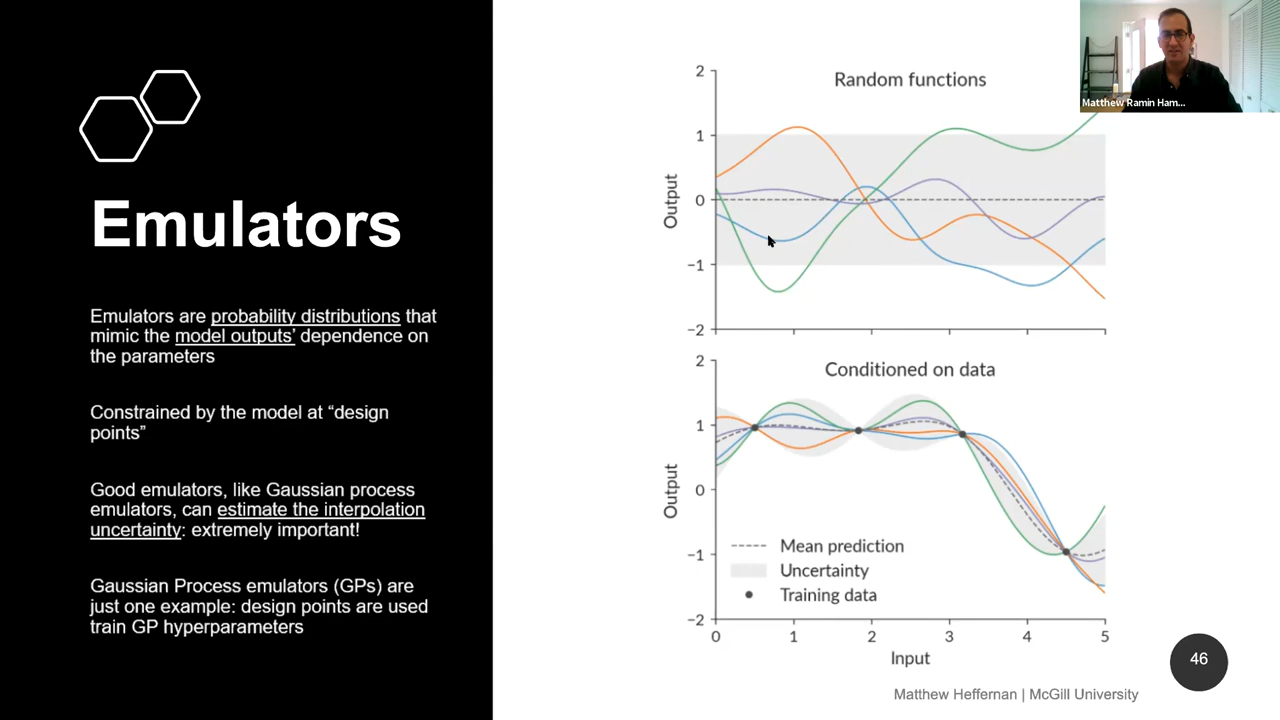 Emulators
Emulators are probability distributions that
mimic the model outputs’ dependence on
the parameters
Constrained by the model at “design
points”
Good emulators, like Gaussian process
emulators, can estimate the interpolation
uncertainty: extremely important!
Gaussian Process emulators (GPs) are
just one example: design points are used
train GP hyperparameters
Random functions
Output
2
1
0
−1
−2
Conditioned on data
Output
2
1
0
−1
−2
Mean prediction
Uncertainty
Training data
0 1 2 3 4 5
Input
Matthew Ramin Ham...
46
Matthew Heffernan | McGill University